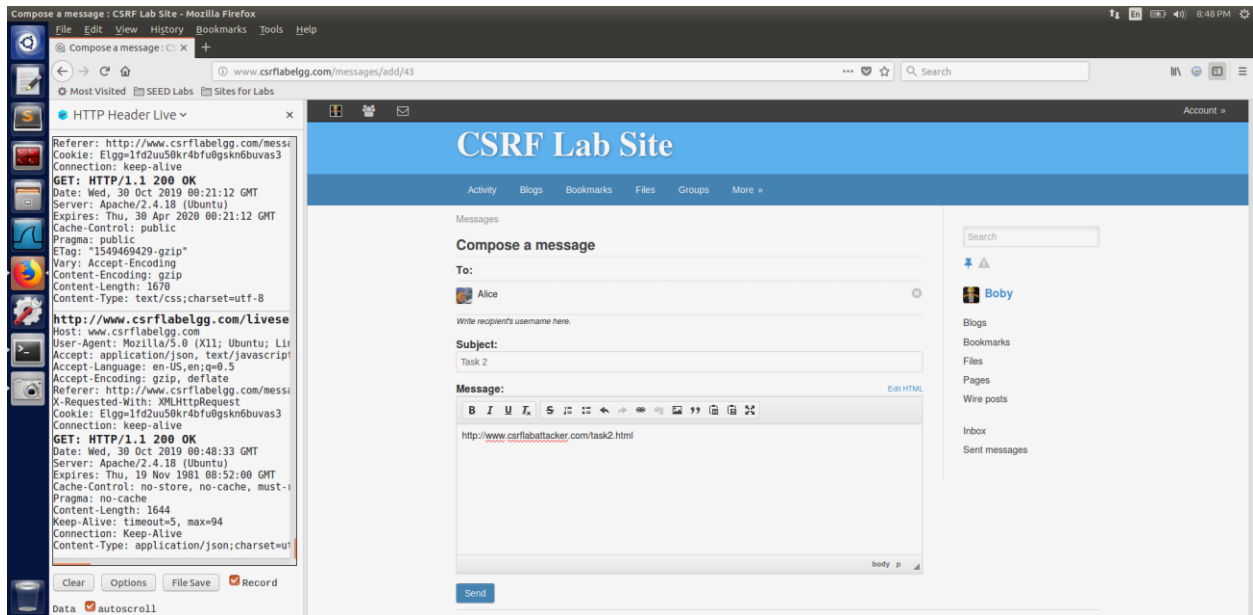 Compose a message : CSRF Lab Site - Mozilla Firefox
En
8:48 PM
File Edit View History Bookmarks Tools Help
Compose a message : CS
www.csrflabelgg.com/messages/add/43
Search
Most Visited SEED Labs Sites for Labs
HTTP Header Live
Referer: http://www.csrflabelgg.com/messa
Cookie: Elgg=1fd2uu50kr4bfu0gskn6buvas3
Connection: keep-alive
GET: HTTP/1.1 200 OK
Date: Wed, 30 Oct 2019 00:21:12 GMT
Server: Apache/2.4.18 (Ubuntu)
Expires: Thu, 30 Apr 2020 00:21:12 GMT
Cache-Control: public
Pragma: public
ETag: "1549469429-gzip"
Vary: Accept-Encoding
Content-Encoding: gzip
Content-Length: 1670
Content-Type: text/css;charset=utf-8
http://www.csrflabelgg.com/livese
Host: www.csrflabelgg.com
User-Agent: Mozilla/5.0 (X11; Ubuntu; Lin
Accept: application/json, text/javascript
Accept-Language: en-US,en;q=0.5
Accept-Encoding: gzip, deflate
Referer: http://www.csrflabelgg.com/messa
X-Requested-With: XMLHttpRequest
Cookie: Elgg=1fd2uu50kr4bfu0gskn6buvas3
Connection: keep-alive
GET: HTTP/1.1 200 OK
Date: Wed, 30 Oct 2019 00:48:33 GMT
Server: Apache/2.4.18 (Ubuntu)
Expires: Thu, 19 Nov 1981 08:52:00 GMT
Cache-Control: no-store, no-cache, must-r
Pragma: no-cache
Content-Length: 1644
Keep-Alive: timeout=5, max=94
Connection: Keep-Alive
Content-Type: application/json;charset=ut
Clear Options File Save Record
Data autoscroll
Account »
CSRF Lab Site
Activity Blogs Bookmarks Files Groups More »
Messages
Compose a message
To:
Alice
Write recipient's username here.
Subject:
Task 2
Message:
Edit HTML
B I U Tx S
http://www.csrflabattacker.com/task2.html
body p
Send
Search
Boby
Blogs
Bookmarks
Files
Pages
Wire posts
Inbox
Sent messages